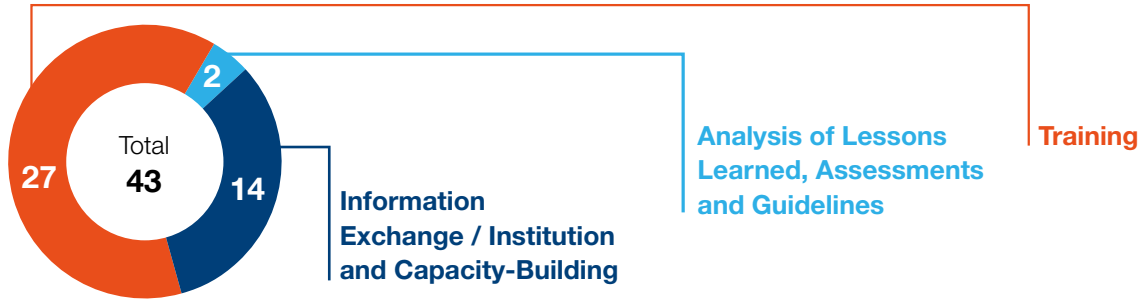 2
Total
43
27
14
Analysis of Lessons
Learned, Assessments
and Guidelines
Training
Information
Exchange / Institution
and Capacity-Building